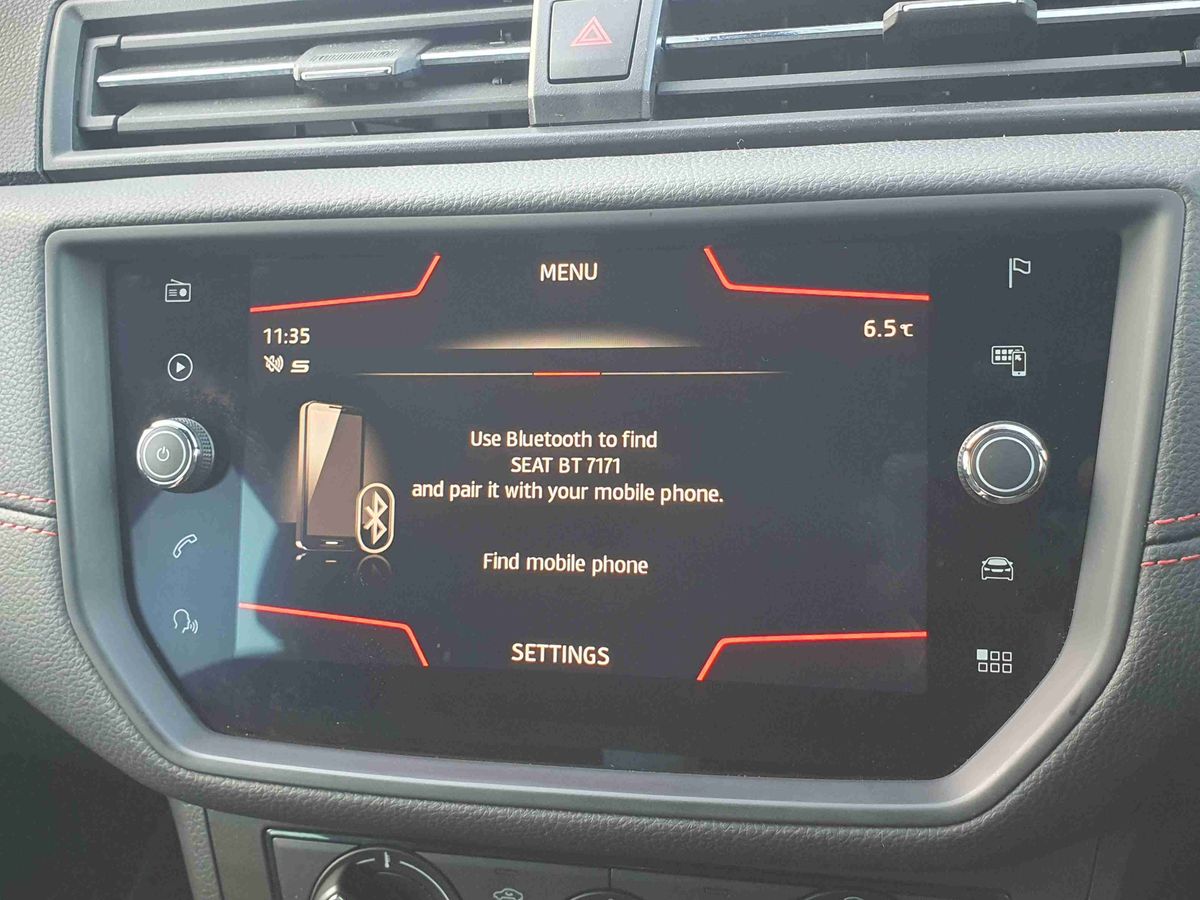 MENU
11:35
6.5℃
S
Use Bluetooth to find
SEAT BT 7171
and pair it with your mobile phone.
Find mobile phone
SETTINGS